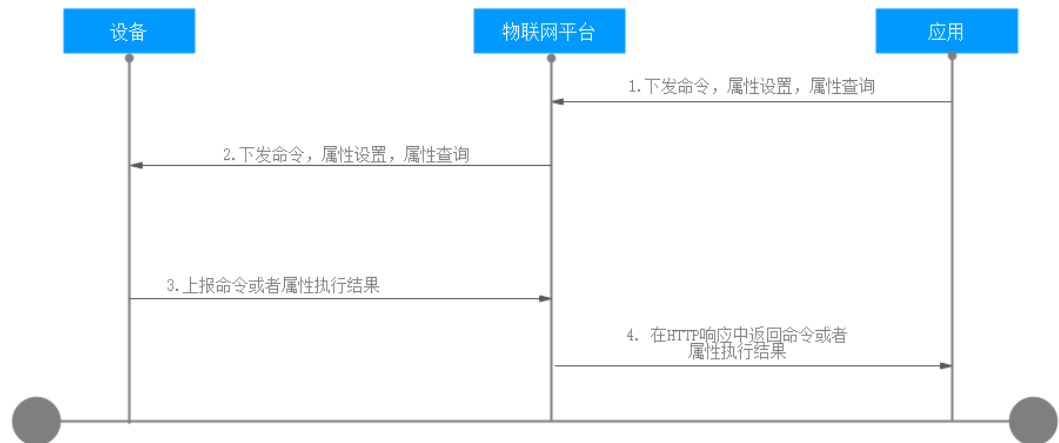 设备
物联网平台
应用
1.下发命令，属性设置，属性查询
2.下发命令，属性设置，属性查询
3.上报命令或者属性执行结果
4. 在HTTP响应中返回命令或者
属性执行结果